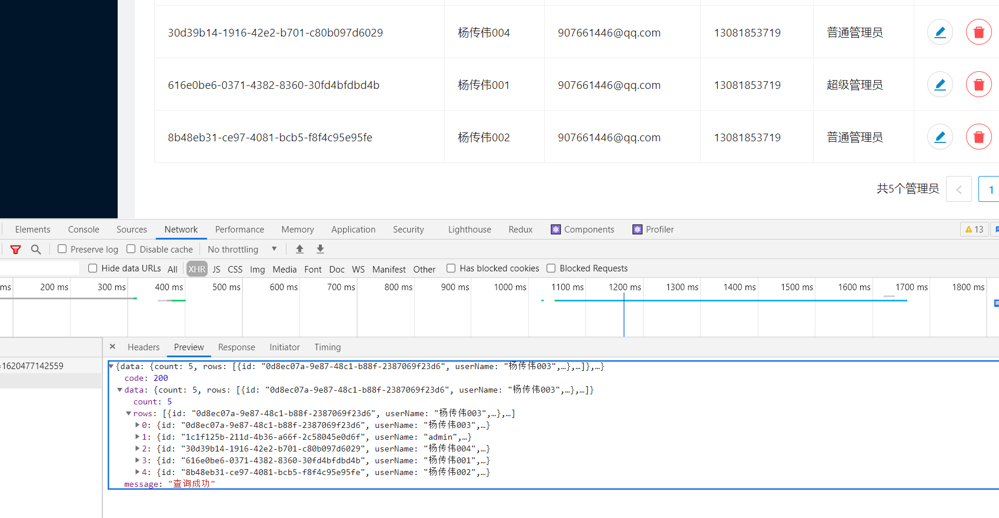 30d39b14-1916-42e2-b701-c80b097d6029 杨传伟004 907661446@qq.com 13081853719 普通管理员
616e0be6-0371-4382-8360-30fd4bfdbd4b 杨传伟001 907661446@qq.com 13081853719 超级管理员
8b48eb31-ce97-4081-bcb5-f8f4c95e95fe 杨传伟002 907661446@qq.com 13081853719 普通管理员
共5个管理员 < 1
Elements Console Sources Network Performance Memory Application Security Lighthouse Redux Components Profiler 13
Preserve log Disable cache No throttling
Hide data URLs All XHR JS CSS Img Media Font Doc WS Manifest Other Has blocked cookies Blocked Requests
ms 200 ms 300 ms 400 ms 500 ms 600 ms 700 ms 800 ms 900 ms 1000 ms 1100 ms 1200 ms 1300 ms 1400 ms 1500 ms 1600 ms 1700 ms 1800 ms
× Headers Preview Response Initiator Timing
=1620477142559
{data: {count: 5, rows: [{id: "0d8ec07a-9e87-48c1-b88f-2387069f23d6", userName: "杨传伟003",…},…]},…}
code: 200
data: {count: 5, rows: [{id: "0d8ec07a-9e87-48c1-b88f-2387069f23d6", userName: "杨传伟003",…},…]}
count: 5
rows: [{id: "0d8ec07a-9e87-48c1-b88f-2387069f23d6", userName: "杨传伟003",…},…]
0: {id: "0d8ec07a-9e87-48c1-b88f-2387069f23d6", userName: "杨传伟003",…}
1: {id: "1c1f125b-211d-4b36-a66f-2c58045e0d6f", userName: "admin",…}
2: {id: "30d39b14-1916-42e2-b701-c80b097d6029", userName: "杨传伟004",…}
3: {id: "616e0be6-0371-4382-8360-30fd4bfdbd4b", userName: "杨传伟001",…}
4: {id: "8b48eb31-ce97-4081-bcb5-f8f4c95e95fe", userName: "杨传伟002",…}
message: "查询成功"